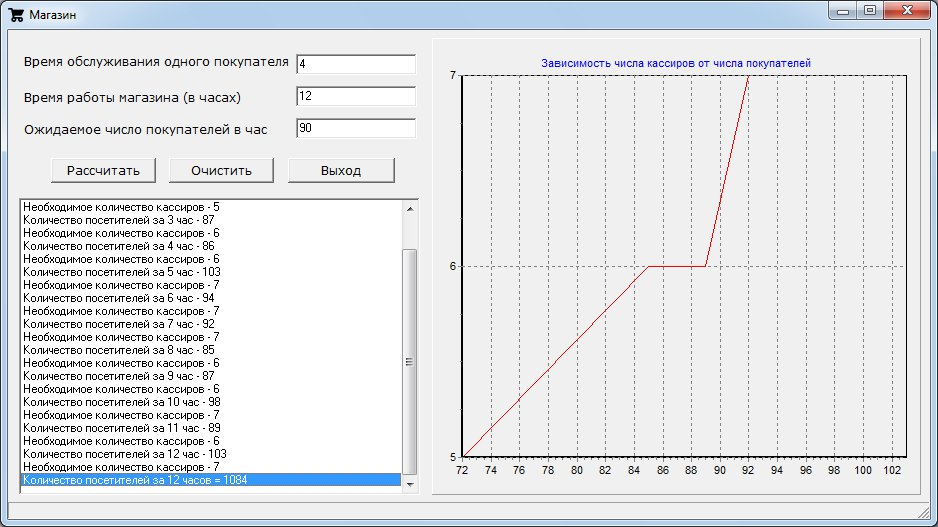 Магазин
Время обслуживания одного покупателя 4
Время работы магазина (в часах) 12
Ожидаемое число покупателей в час 90
Рассчитать Очистить Выход
Необходимое количество кассиров - 5
Количество посетителей за 3 час - 87
Необходимое количество кассиров - 6
Количество посетителей за 4 час - 86
Необходимое количество кассиров - 6
Количество посетителей за 5 час - 103
Необходимое количество кассиров - 7
Количество посетителей за 6 час - 94
Необходимое количество кассиров - 7
Количество посетителей за 7 час - 92
Необходимое количество кассиров - 7
Количество посетителей за 8 час - 85
Необходимое количество кассиров - 6
Количество посетителей за 9 час - 87
Необходимое количество кассиров - 6
Количество посетителей за 10 час - 98
Необходимое количество кассиров - 7
Количество посетителей за 11 час - 89
Необходимое количество кассиров - 6
Количество посетителей за 12 час - 103
Необходимое количество кассиров - 7
Количество посетителей за 12 часов = 1084
Зависимость числа кассиров от числа покупателей
7
6
5
72 74 76 78 80 82 84 86 88 90 92 94 96 98 100 102